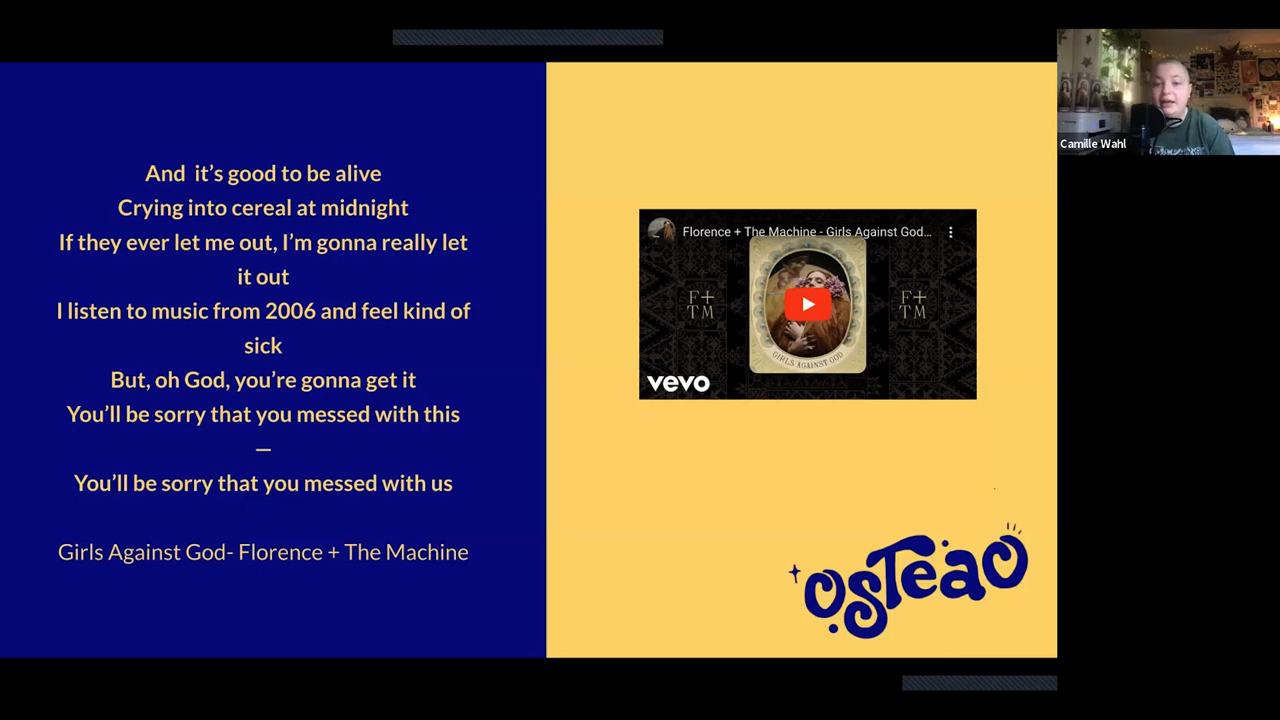 Camille Wahl
And it's good to be alive
Crying into cereal at midnight
If they ever let me out, I'm gonna really let
it out
I listen to music from 2006 and feel kind of
sick
But, oh God, you're gonna get it
You'll be sorry that you messed with this
—
You'll be sorry that you messed with us
Girls Against God- Florence + The Machine
Florence + The Machine - Girls Against God...
F+
TM
F+
TM
GIRLS AGAINST GOD
vevo
OSTEAO